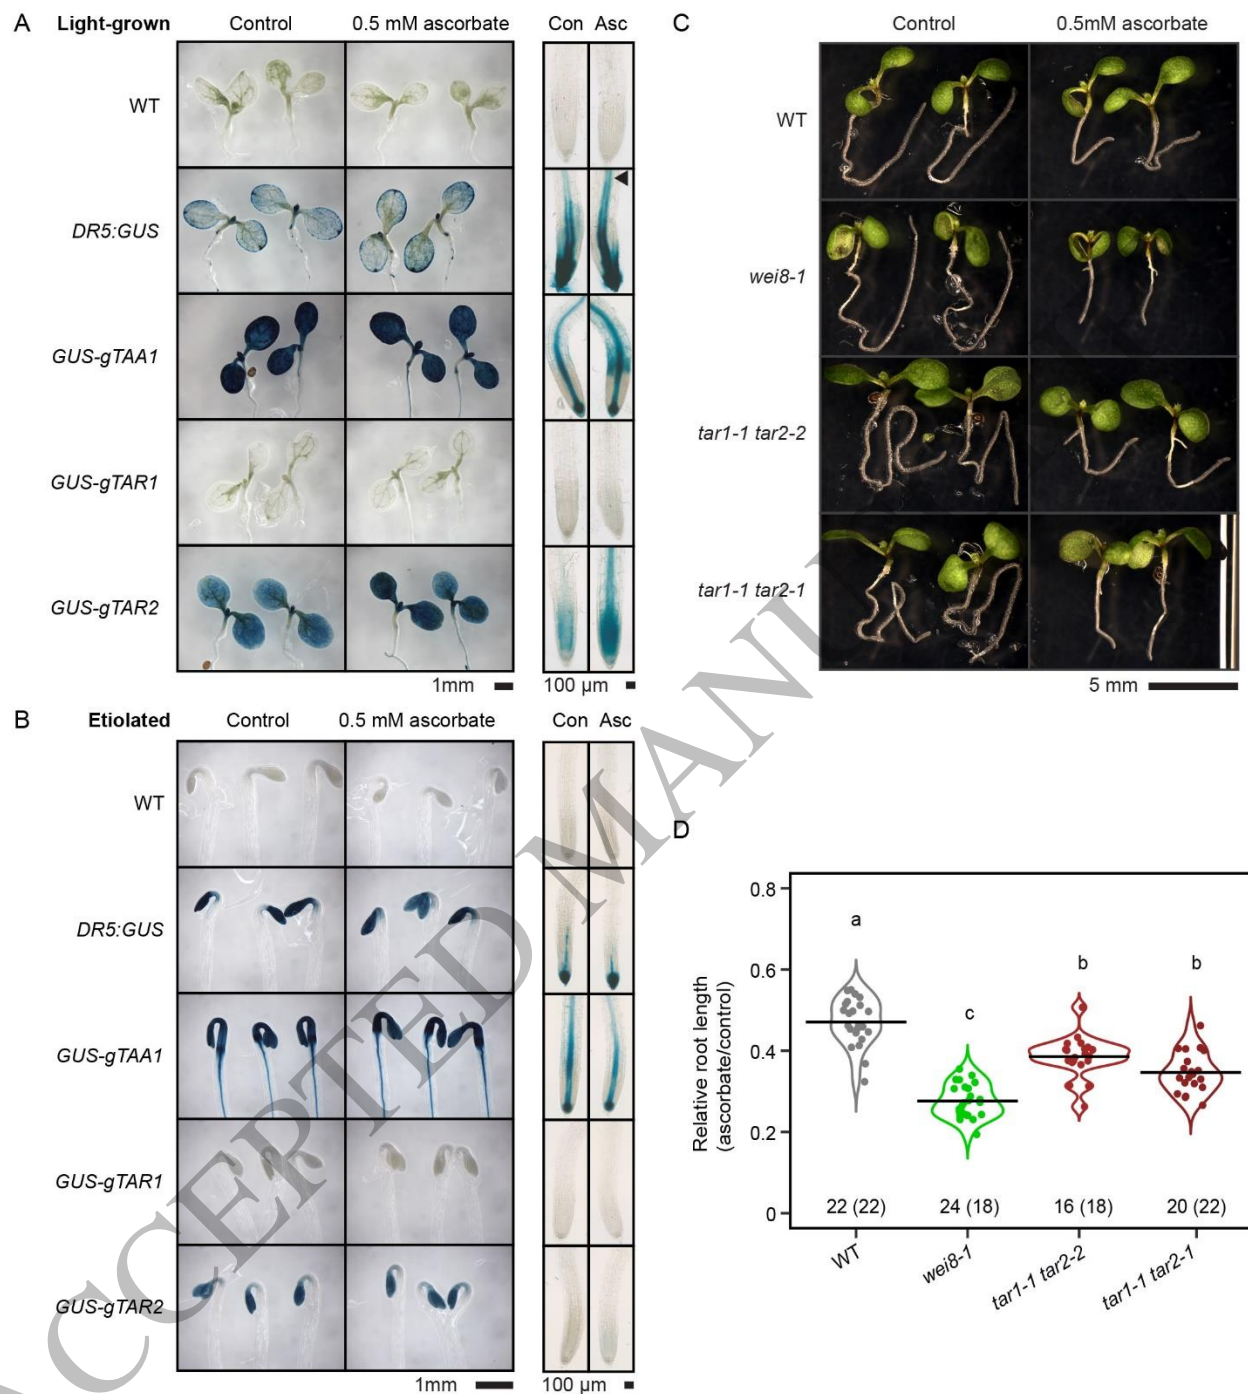 A Light-grown Control 0.5 mM ascorbate Con Asc
WT
DR5:GUS
GUS-gTAA1
GUS-gTAR1
GUS-gTAR2
1mm 100 µm
B Etiolated Control 0.5 mM ascorbate Con Asc
WT
DR5:GUS
GUS-gTAA1
GUS-gTAR1
GUS-gTAR2
1mm 100 µm
C Control 0.5mM ascorbate
WT
wei8-1
tar1-1 tar2-2
tar1-1 tar2-1
5 mm
D
Relative root length
(ascorbate/control)
0.8
0.6
0.4
0.2
0
a c b b
22 (22) 24 (18) 16 (18) 20 (22)
WT wei8-1 tar1-1 tar2-2 tar1-1 tar2-1
ACCEPTED MANU